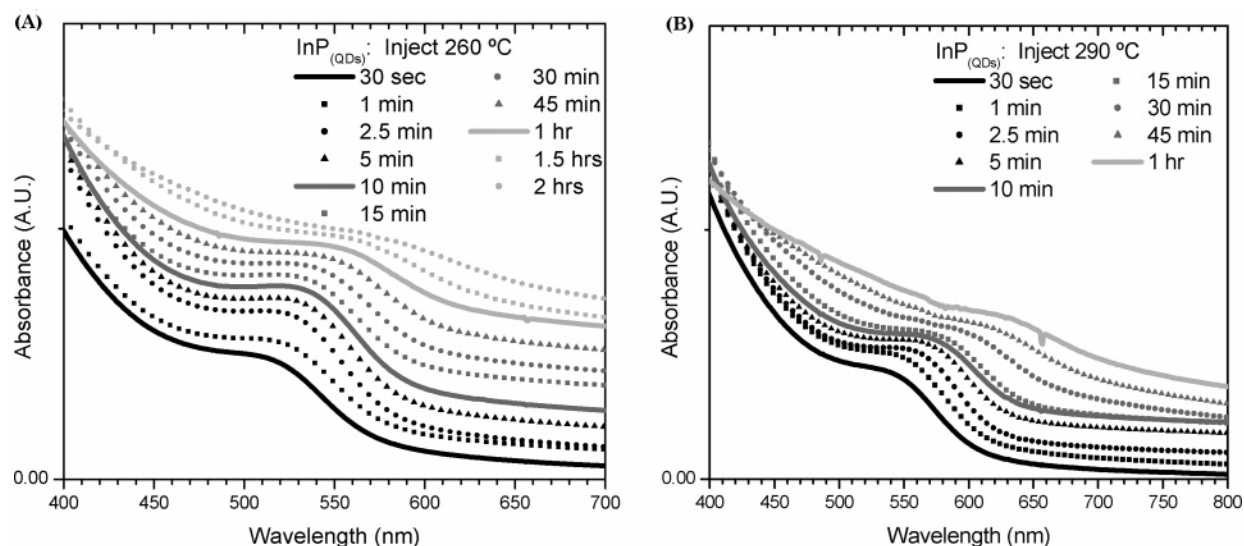 (A)
InP(QDs): Inject 260 ºC
30 sec
30 min
1 min
45 min
2.5 min
1 hr
5 min
1.5 hrs
10 min
2 hrs
15 min
Absorbance (A.U.)
0.00
400 450 500 550 600 650 700
Wavelength (nm)
(B)
InP(QDs): Inject 290 ºC
30 sec
15 min
1 min
30 min
2.5 min
45 min
5 min
1 hr
10 min
Absorbance (A.U.)
0.00
400 450 500 550 600 650 700 750 800
Wavelength (nm)